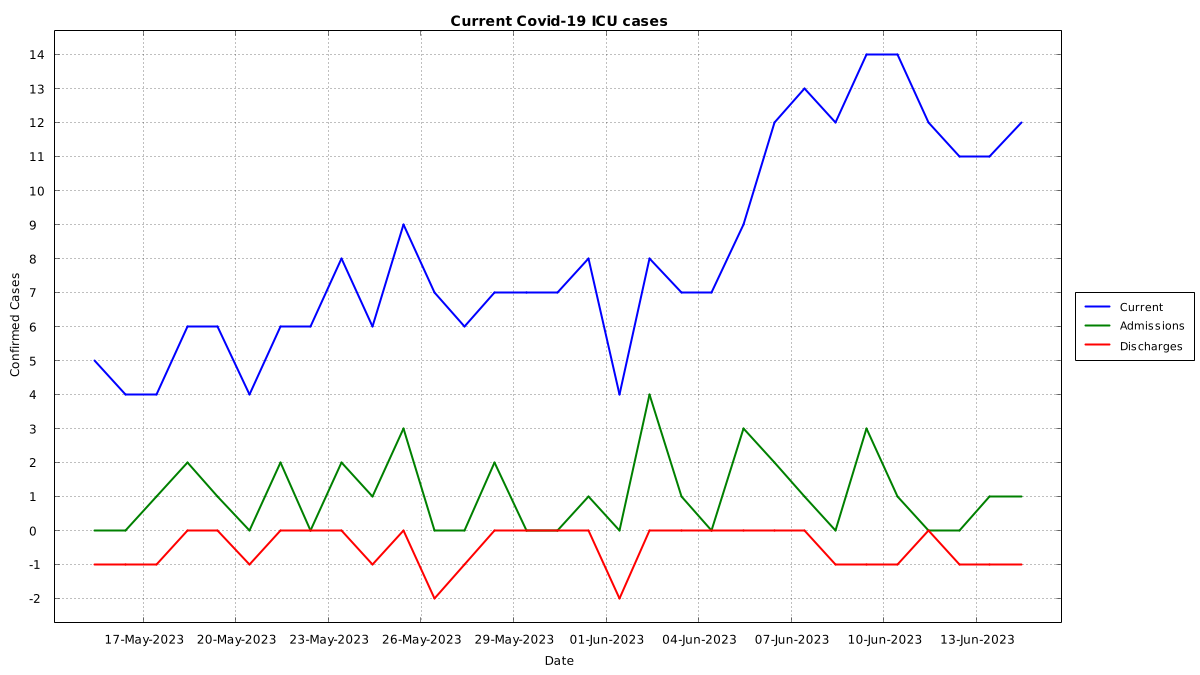 Current Covid-19 ICU cases
14
13
12
11
10
9
8
7
6
5
4
3
2
1
0
-1
-2
Confirmed Cases
17-May-2023 20-May-2023 23-May-2023 26-May-2023 29-May-2023 01-Jun-2023 04-Jun-2023 07-Jun-2023 10-Jun-2023 13-Jun-2023
Date
Current
Admissions
Discharges